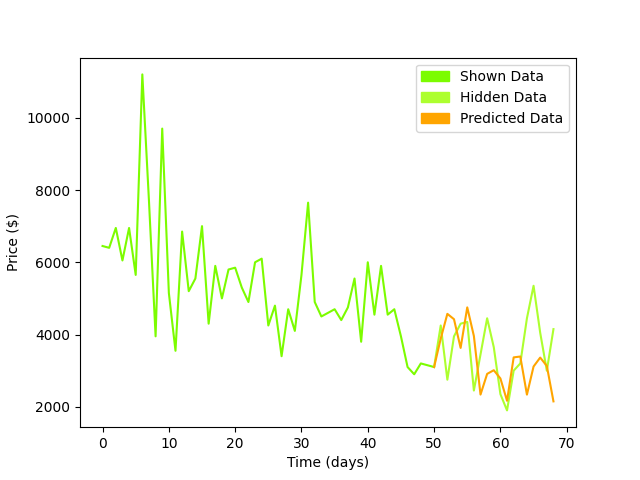 Shown Data
Hidden Data
Predicted Data
Price ($)
10000
8000
6000
4000
2000
0 10 20 30 40 50 60 70
Time (days)